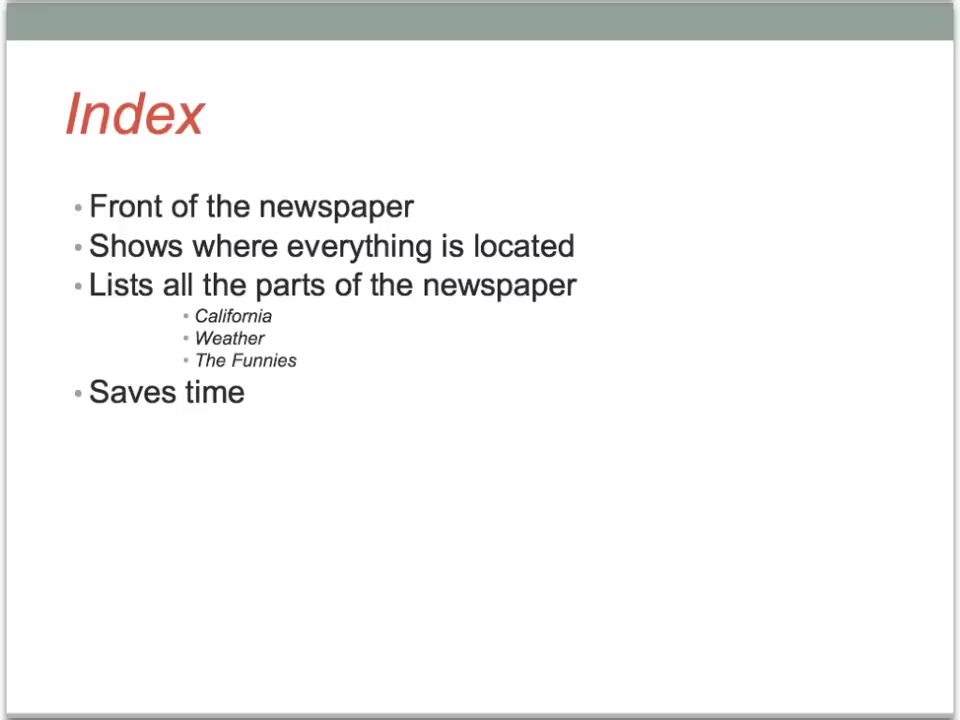 Index
• Front of the newspaper
• Shows where everything is located
• Lists all the parts of the newspaper
• California
• Weather
• The Funnies
• Saves time